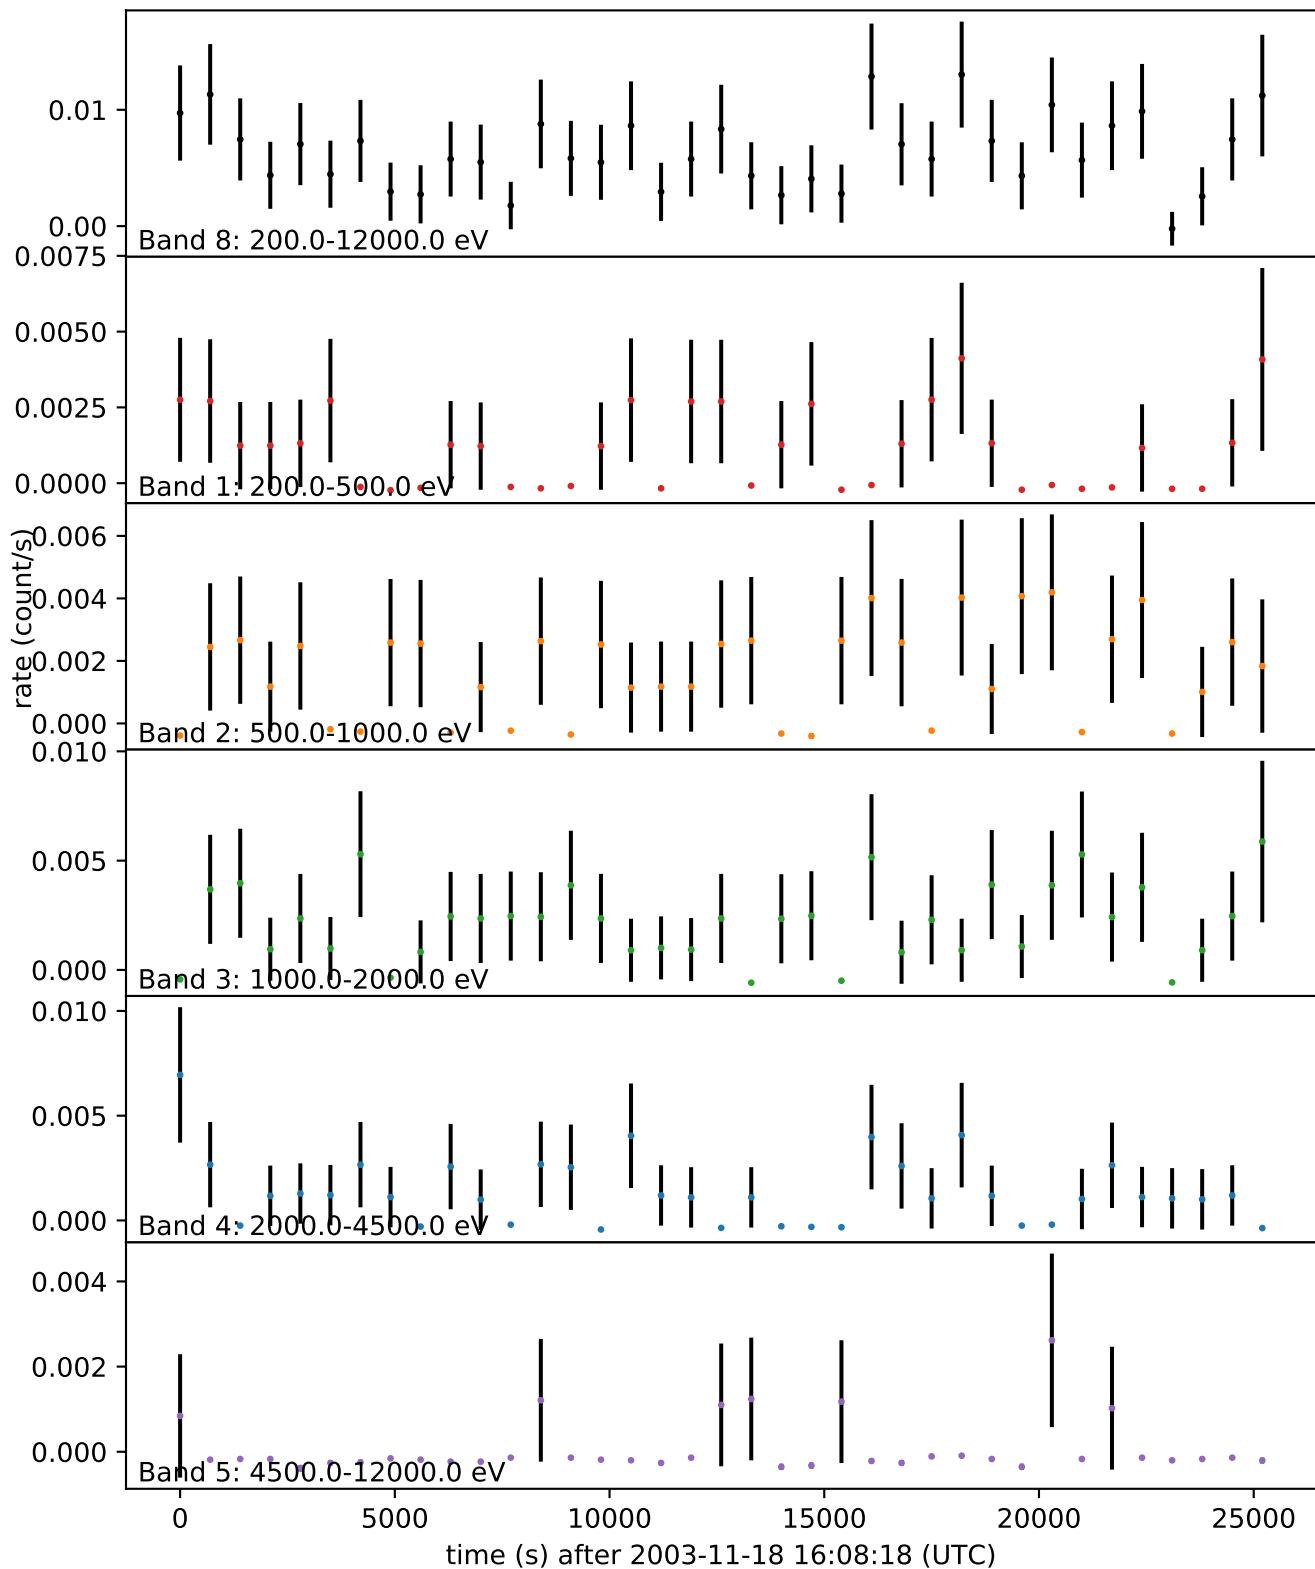 0.01
0.00
Band 8: 200.0-12000.0 eV
0.0075
0.0050
0.0025
0.0000
Band 1: 200.0-500.0 eV
rate (count/s)
0.006
0.004
0.002
0.000
Band 2: 500.0-1000.0 eV
0.010
0.005
0.000
Band 3: 1000.0-2000.0 eV
0.010
0.005
0.000
Band 4: 2000.0-4500.0 eV
0.004
0.002
0.000
Band 5: 4500.0-12000.0 eV
0 5000 10000 15000 20000 25000
time (s) after 2003-11-18 16:08:18 (UTC)